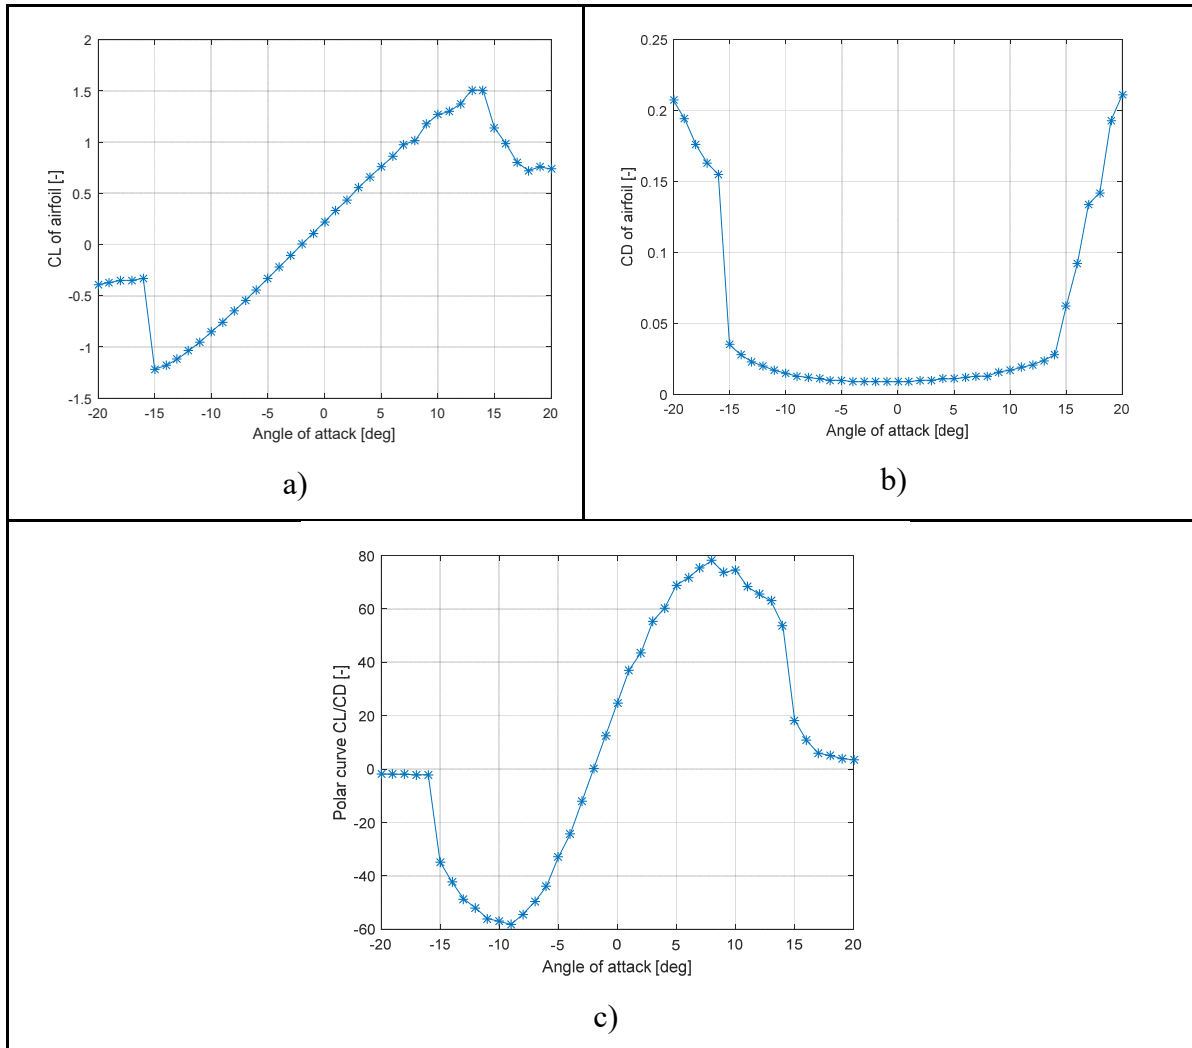 2
1.5
1
0.5
0
-0.5
-1
-1.5
CL of airfoil [-]
-20 -15 -10 -5 0 5 10 15 20
Angle of attack [deg]
a)
0.25
0.2
0.15
0.1
0.05
0
CD of airfoil [-]
-20 -15 -10 -5 0 5 10 15 20
Angle of attack [deg]
b)
80
60
40
20
0
-20
-40
-60
Polar curve CL/CD [-]
-20 -15 -10 -5 0 5 10 15 20
Angle of attack [deg]
c)